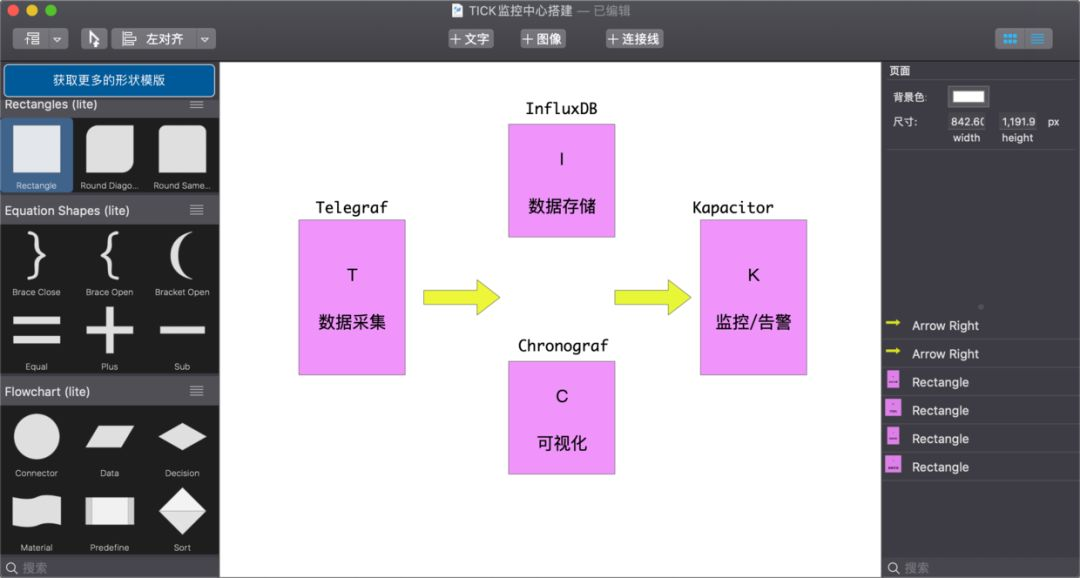 TICK监控中心搭建 — 已编辑
左对齐
+ 文字
+ 图像
+ 连接线
获取更多的形状模版
Rectangles (lite)
Rectangle
Round Diago...
Round Same...
Equation Shapes (lite)
Brace Close
Brace Open
Bracket Open
Equal
Plus
Sub
Flowchart (lite)
Connector
Data
Decision
Material
Predefine
Sort
搜索
InfluxDB
I
数据存储
Telegraf
T
数据采集
Kapacitor
K
监控/告警
Chronograf
C
可视化
页面
背景色:
尺寸:
842.60
1,191.9
px
width
height
Arrow Right
Arrow Right
Rectangle
Rectangle
Rectangle
Rectangle
搜索